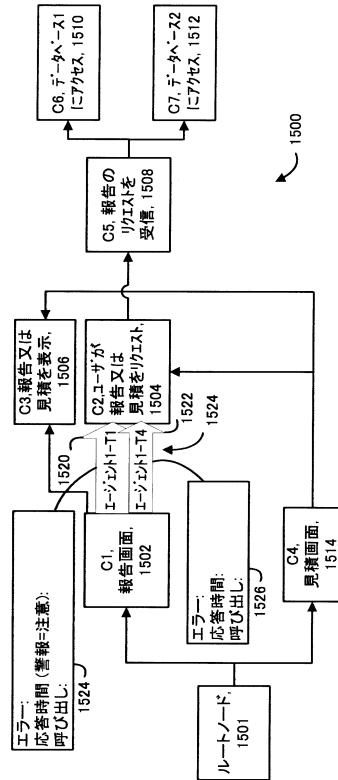 エラー:
応答時間 (警報=注意):
呼び出し:
1524
C3,報告又は
見積を表示,
1506
C6, データベース1
にアクセス, 1510
1520
C1,
報告画面,
1502
エージェント1-T1
エージェント1-T4
C2,ユーザが
報告又は
見積をリクエスト,
1504
C5, 報告の
リクエストを
受信, 1508
C7, データベース2
にアクセス, 1512
1522
1524
エラー:
応答時間:
呼び出し:
1526
ルートノード,
1501
C4,
見積画面,
1514
1500